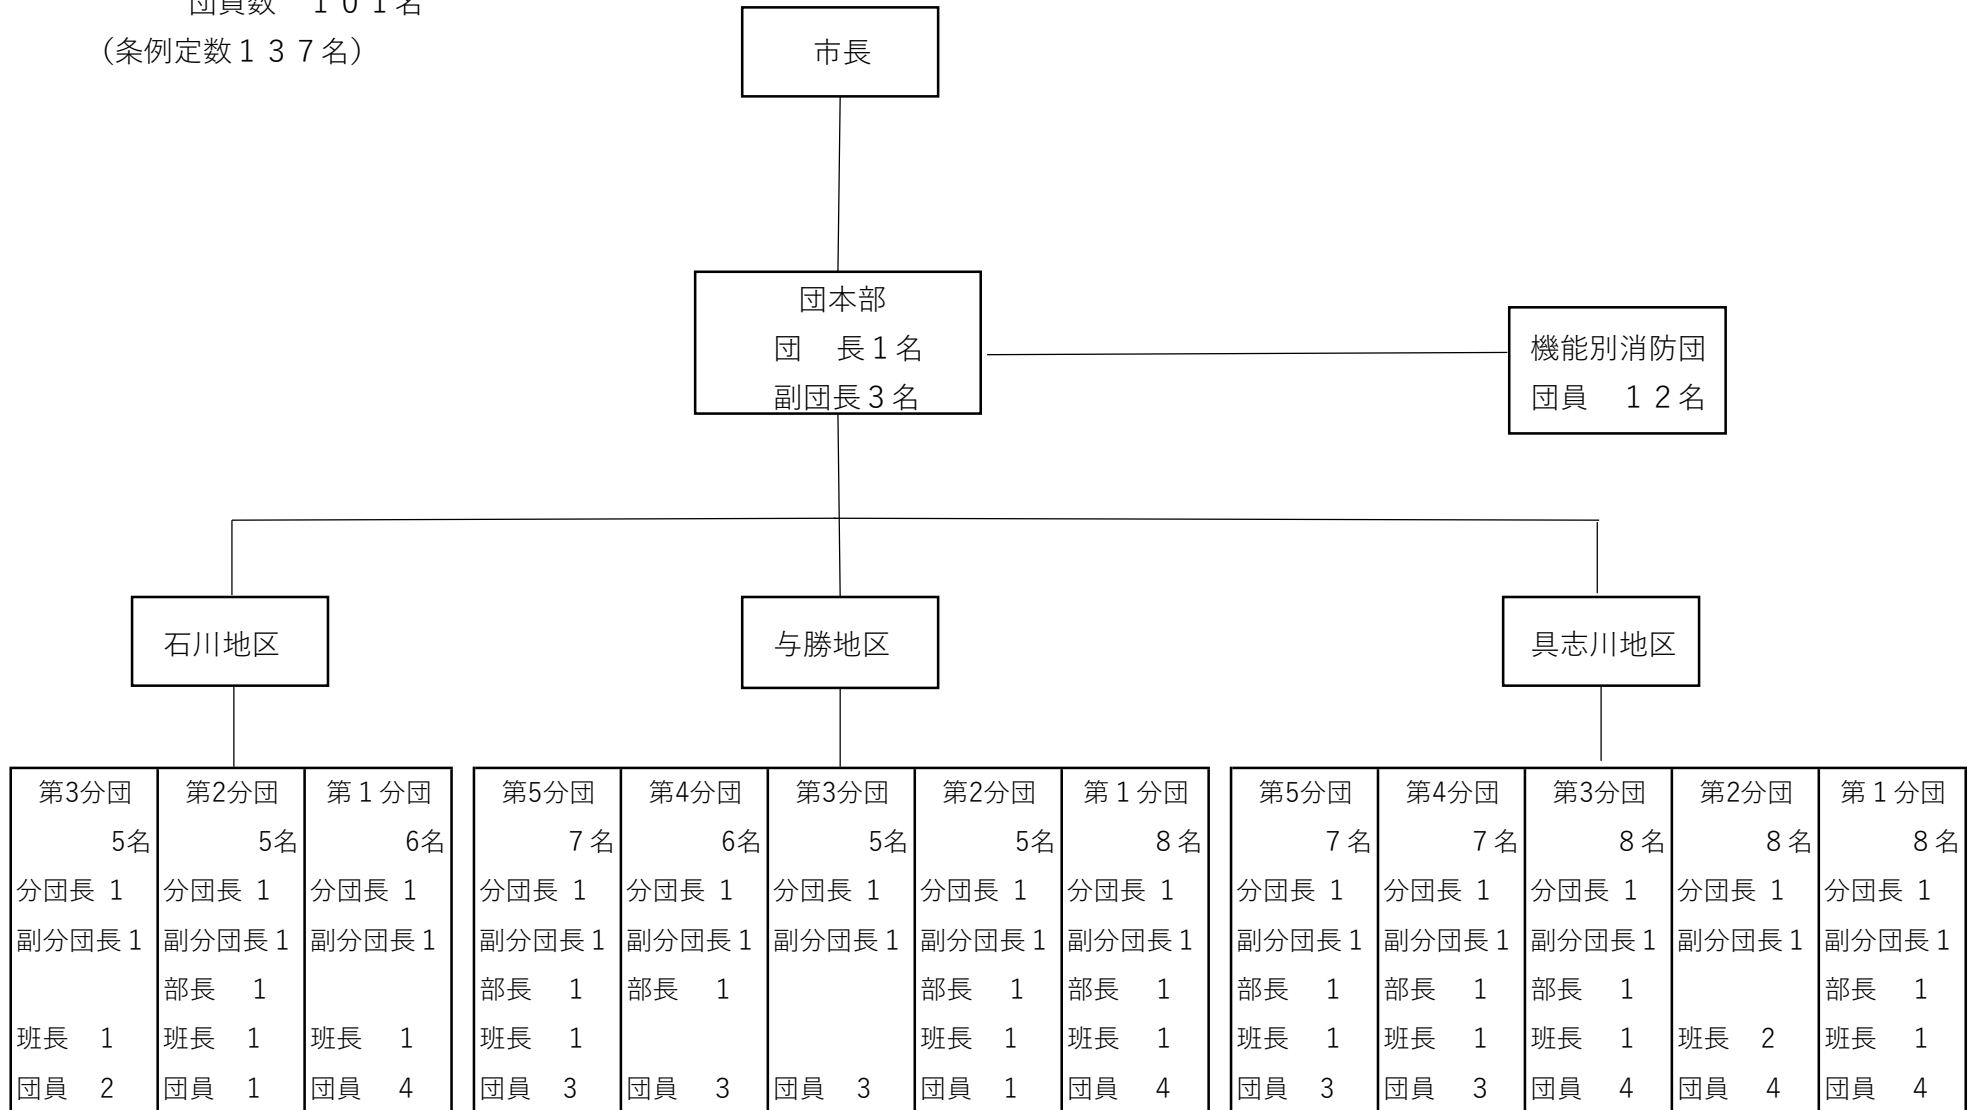 団員数　１０１名
（条例定数１３７名）
市長
団本部
団　長１名
副団長３名
機能別消防団
団員　１２名
石川地区
与勝地区
具志川地区
第3分団
5名
分団長 1
副分団長 1
班長　1
団員　2
第2分団
5名
分団長 1
副分団長 1
部長　1
班長　1
団員　1
第１分団
6名
分団長 1
副分団長 1
班長　1
団員　4
第5分団
７名
分団長 1
副分団長 1
部長　1
班長　1
団員　3
第4分団
6名
分団長 1
副分団長 1
部長　1
団員　3
第3分団
5名
分団長 1
副分団長 1
団員　3
第2分団
5名
分団長 1
副分団長 1
部長　1
班長　1
団員　1
第１分団
８名
分団長 1
副分団長 1
部長　1
班長　1
団員　4
第5分団
７名
分団長 1
副分団長 1
部長　1
班長　1
団員　3
第4分団
７名
分団長 1
副分団長 1
部長　1
班長　1
団員　3
第3分団
８名
分団長 1
副分団長 1
部長　1
班長　1
団員　4
第2分団
８名
分団長 1
副分団長 1
班長　2
団員　4
第１分団
８名
分団長 1
副分団長 1
部長　1
班長　1
団員　4